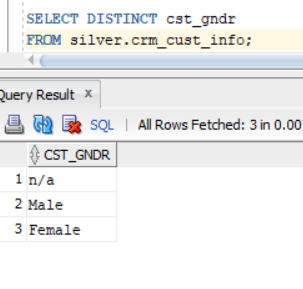 SELECT DISTINCT cst_gndr
FROM silver.crm_cust_info;
Query Result x
SQL | All Rows Fetched: 3 in 0.00
CST_GNDR
1 n/a
2 Male
3 Female